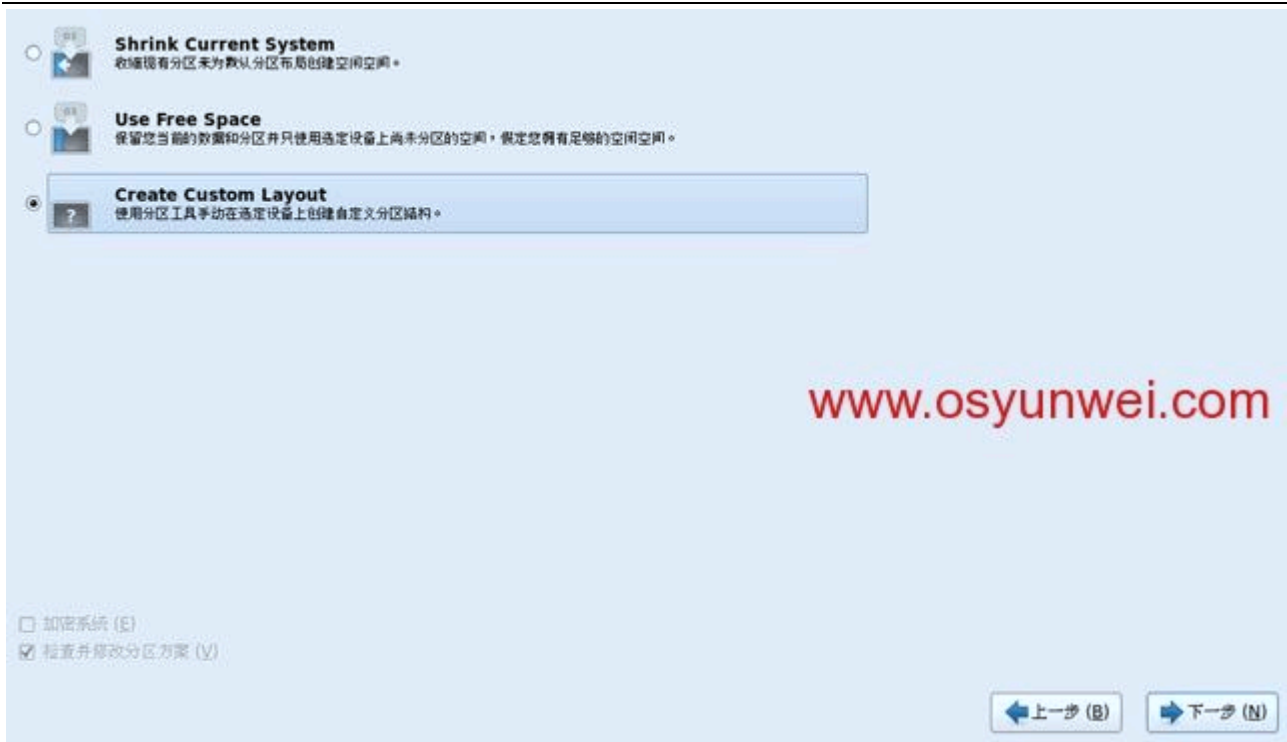 Shrink Current System
收缩现有分区来为默认分区布局创建空闲空间。
Use Free Space
保留您当前的数据和分区并只使用选定设备上尚未分区的空间，假定您拥有足够的空闲空间。
Create Custom Layout
使用分区工具手动在选定设备上创建自定义分区结构。
www.osyunwei.com
加密系统 (E)
检查并修改分区方案 (V)
上一步 (B)
下一步 (N)